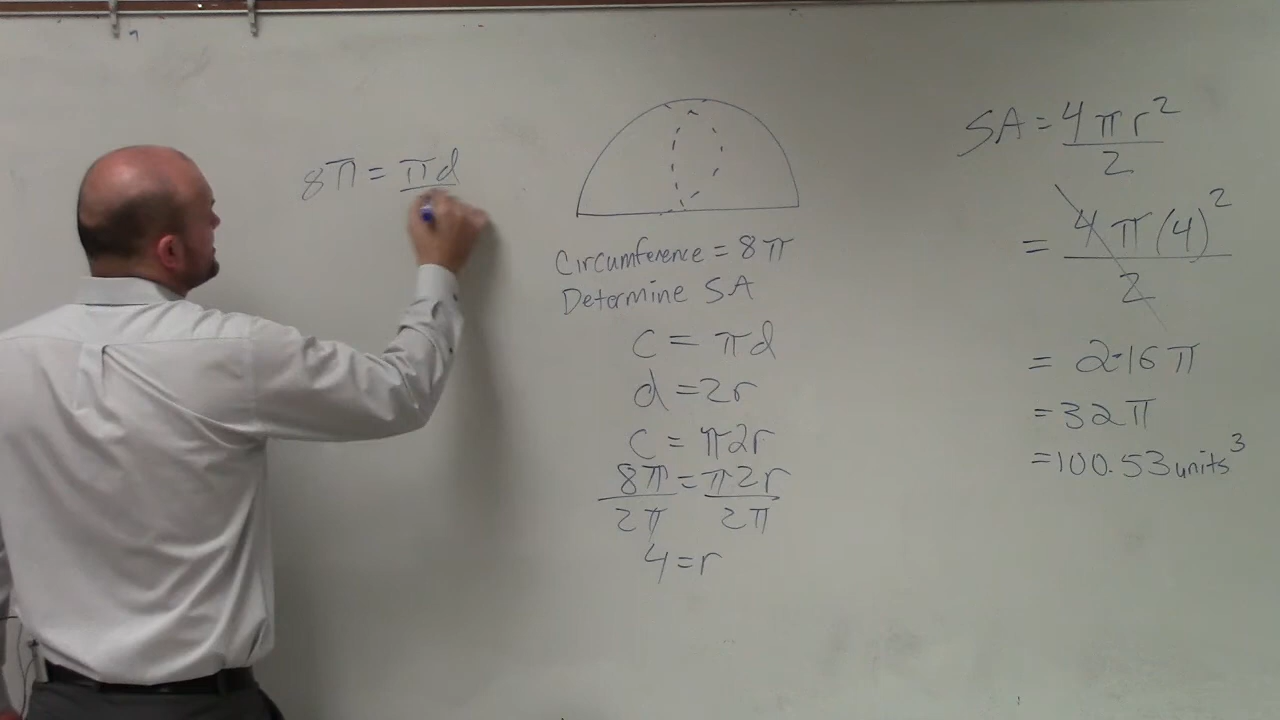 8π = πd
Circumference = 8π
Determine SA
C = πd
d = 2r
C = π2r
8π = π2r
2π 2π
4 = r
SA = 4πr²
2
= 4π(4)²
2
= 2·16π
= 32π
= 100.53 units³